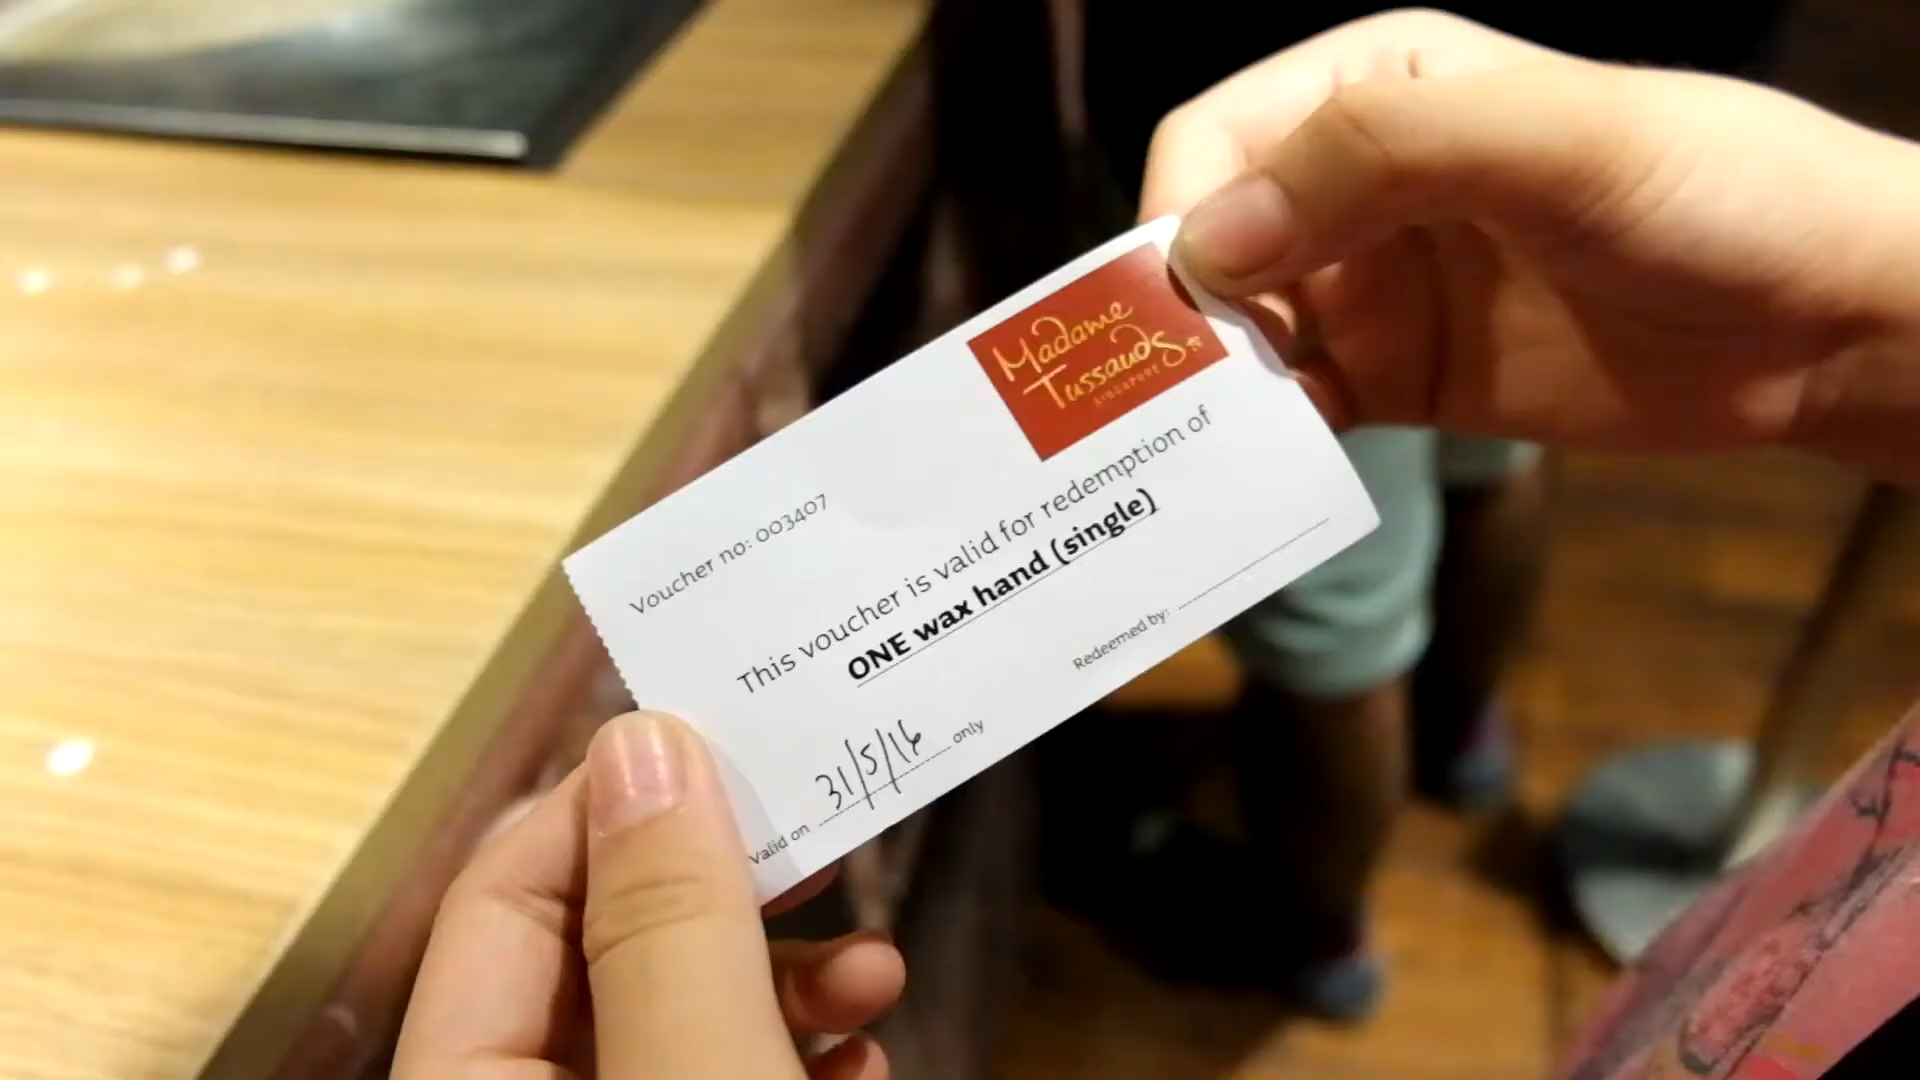 Madame
Tussauds
SINGAPORE
Voucher no: 003407
This voucher is valid for redemption of
ONE wax hand (single)
Redeemed by:
Valid on 31/5/16 only